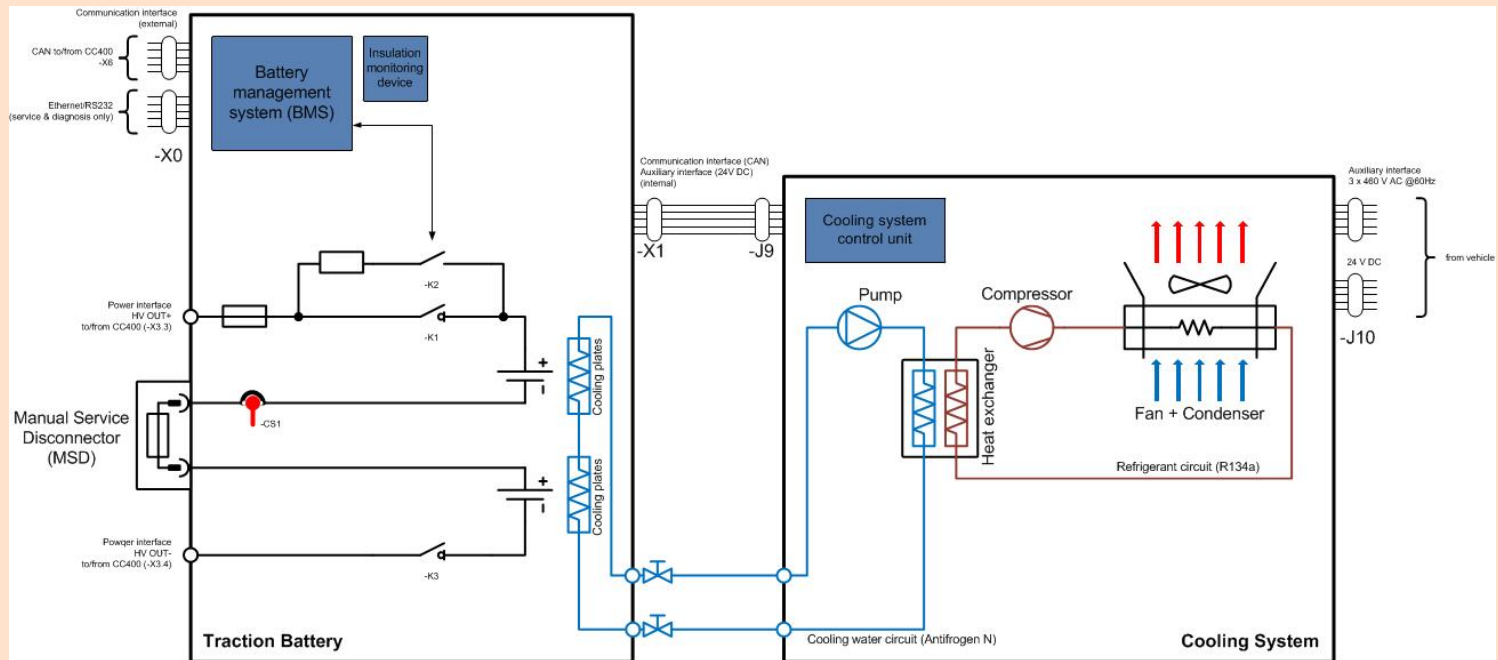 Communication interface
(external)
CAN to/from CC400
-X6
Ethernet/RS232
(service & diagnosis only)
-X0
Battery
management
system (BMS)
Insulation
monitoring
device
-K2
Power interface
HV OUT+
to/from CC400 (-X3.3)
-K1
+
-
Cooling plates
Manual Service
Disconnector
(MSD)
-CS1
+
-
Cooling plates
Powqer interface
HV OUT-
to/from CC400 (-X3.4)
-K3
Traction Battery
Communication interface (CAN)
Auxiliary interface (24V DC)
(internal)
-X1
-J9
Cooling system
control unit
Pump
Compressor
Heat exchanger
Fan + Condenser
Refrigerant circuit (R134a)
Cooling water circuit (Antifrogen N)
Cooling System
Auxiliary interface
3 x 460 V AC @60Hz
24 V DC
from vehicle
-J10